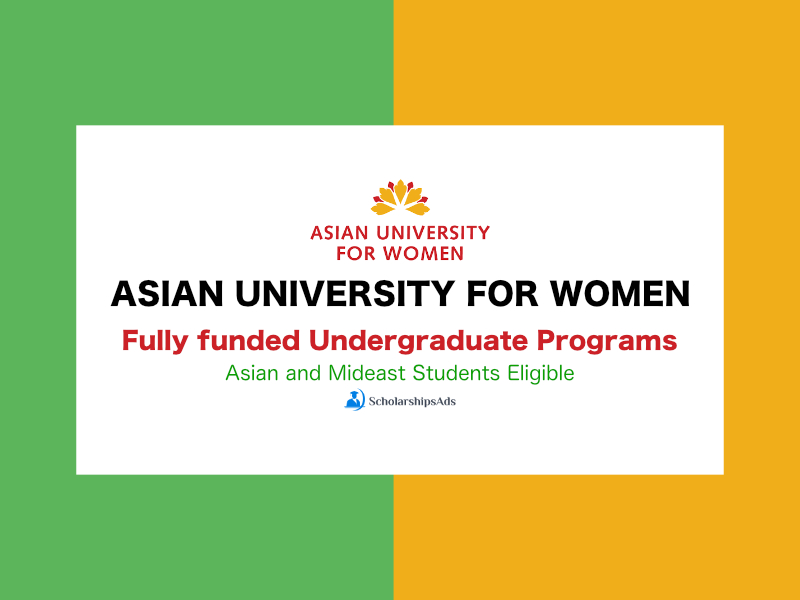 ASIAN UNIVERSITY
FOR WOMEN
ASIAN UNIVERSITY FOR WOMEN
Fully funded Undergraduate Programs
Asian and Mideast Students Eligible
ScholarshipsAds